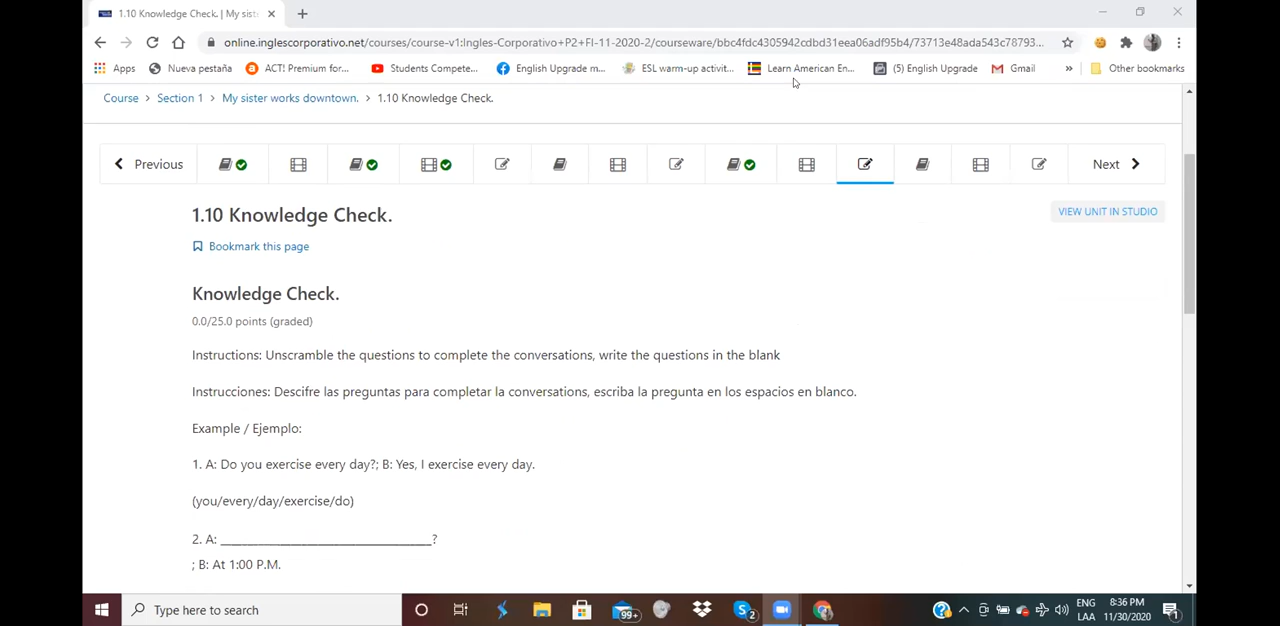 1.10 Knowledge Check. | My sist
online.inglescorporativo.net/courses/course-v1:Ingles-Corporativo+P2+FI-11-2020-2/courseware/bbc4fdc4305942cdbd31eea06adf95b4/73713e48ada543c78793...
Apps Nueva pestaña ACT! Premium for... Students Compete... English Upgrade m... ESL warm-up activit... Learn American En... (5) English Upgrade Gmail » Other bookmarks
Course > Section 1 > My sister works downtown. > 1.10 Knowledge Check.
Previous Next
1.10 Knowledge Check.
VIEW UNIT IN STUDIO
Bookmark this page
Knowledge Check.
0.0/25.0 points (graded)
Instructions: Unscramble the questions to complete the conversations, write the questions in the blank
Instrucciones: Descifre las preguntas para completar la conversations, escriba la pregunta en los espacios en blanco.
Example / Ejemplo:
1. A: Do you exercise every day?; B: Yes, I exercise every day.
(you/every/day/exercise/do)
2. A: ______________________________?
; B: At 1:00 P.M.
Type here to search
99+
2
ENG
LAA
8:36 PM
11/30/2020
1